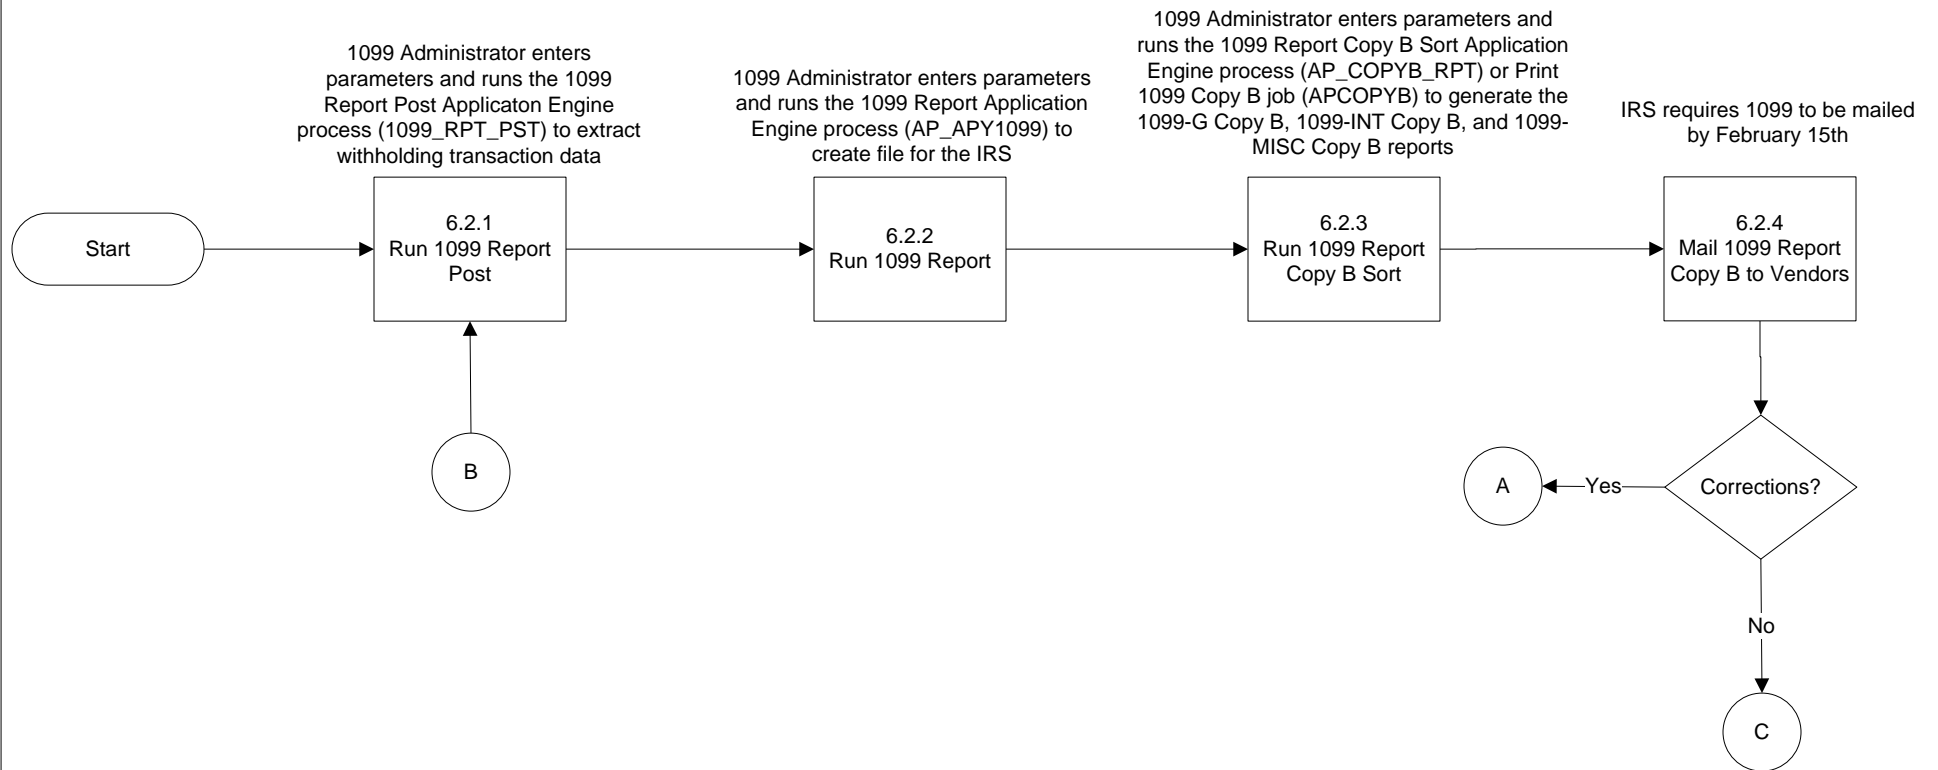 1099 Administrator enters
parameters and runs the 1099
Report Post Applicaton Engine
process (1099_RPT_PST) to extract
withholding transaction data
1099 Administrator enters parameters
and runs the 1099 Report Application
Engine process (AP_APY1099) to
create file for the IRS
1099 Administrator enters parameters and
runs the 1099 Report Copy B Sort Application
Engine process (AP_COPYB_RPT) or Print
1099 Copy B job (APCOPYB) to generate the
1099-G Copy B, 1099-INT Copy B, and 1099-
MISC Copy B reports
IRS requires 1099 to be mailed
by February 15th
Start
6.2.1
Run 1099 Report
Post
6.2.2
Run 1099 Report
6.2.3
Run 1099 Report
Copy B Sort
6.2.4
Mail 1099 Report
Copy B to Vendors
B
A
Yes
Corrections?
No
C